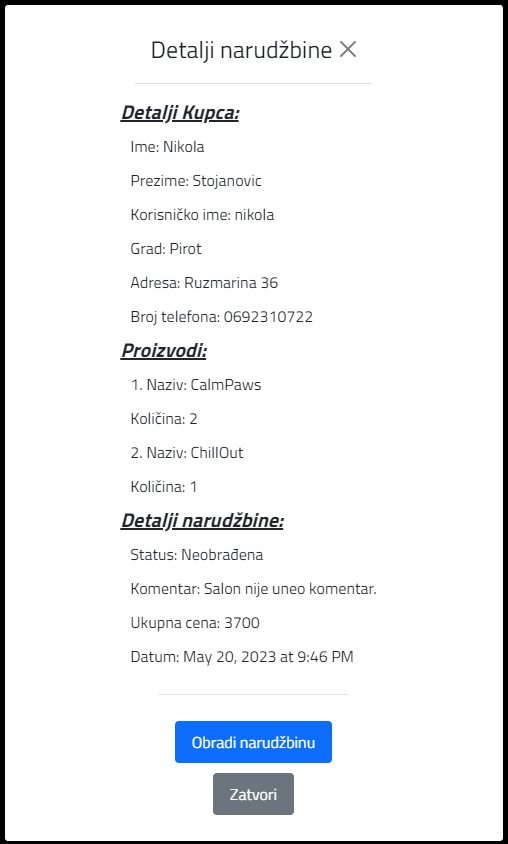 Detalji narudžbine
Detalji Kupca:
Ime: Nikola
Prezime: Stojanovic
Korisničko ime: nikola
Grad: Pirot
Adresa: Ruzmarina 36
Broj telefona: 0692310722
Proizvodi:
1. Naziv: CalmPaws
Količina: 2
2. Naziv: ChillOut
Količina: 1
Detalji narudžbine:
Status: Neobrađena
Komentar: Salon nije uneo komentar.
Ukupna cena: 3700
Datum: May 20, 2023 at 9:46 PM
Obradi narudžbinu
Zatvori